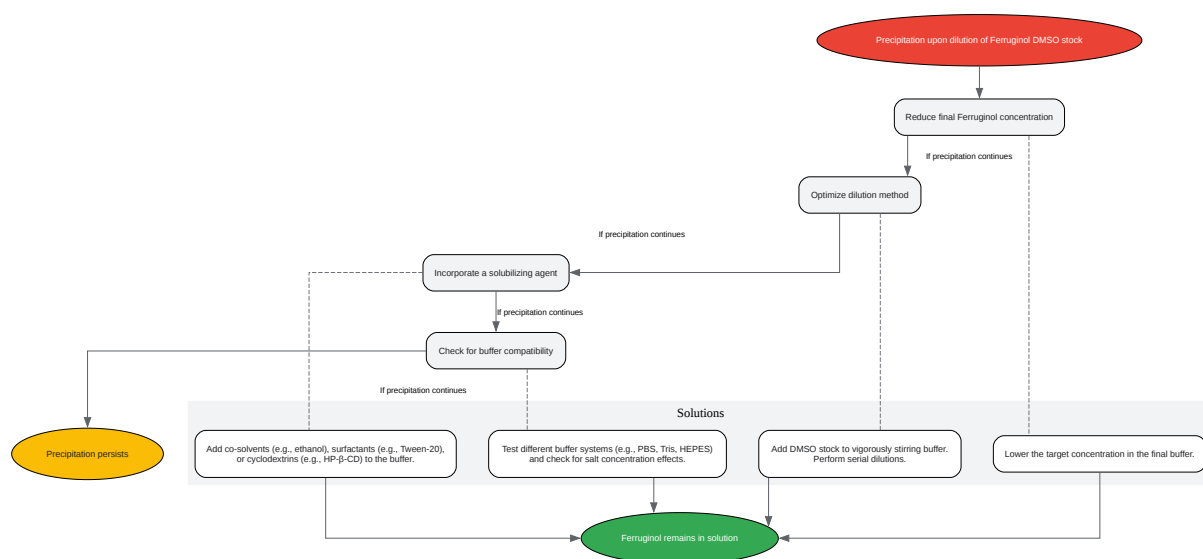 Precipitation upon dilution of Ferruginol DMSO stock
Reduce final Ferruginol concentration
If precipitation continues
Optimize dilution method
If precipitation continues
Incorporate a solubilizing agent
If precipitation continues
Check for buffer compatibility
If precipitation continues
Solutions
Precipitation persists
Add co-solvents (e.g., ethanol), surfactants (e.g., Tween-20),
or cyclodextrins (e.g., HP-β-CD) to the buffer.
Test different buffer systems (e.g., PBS, Tris, HEPES)
and check for salt concentration effects.
Add DMSO stock to vigorously stirring buffer.
Perform serial dilutions.
Lower the target concentration in the final buffer.
Ferruginol remains in solution